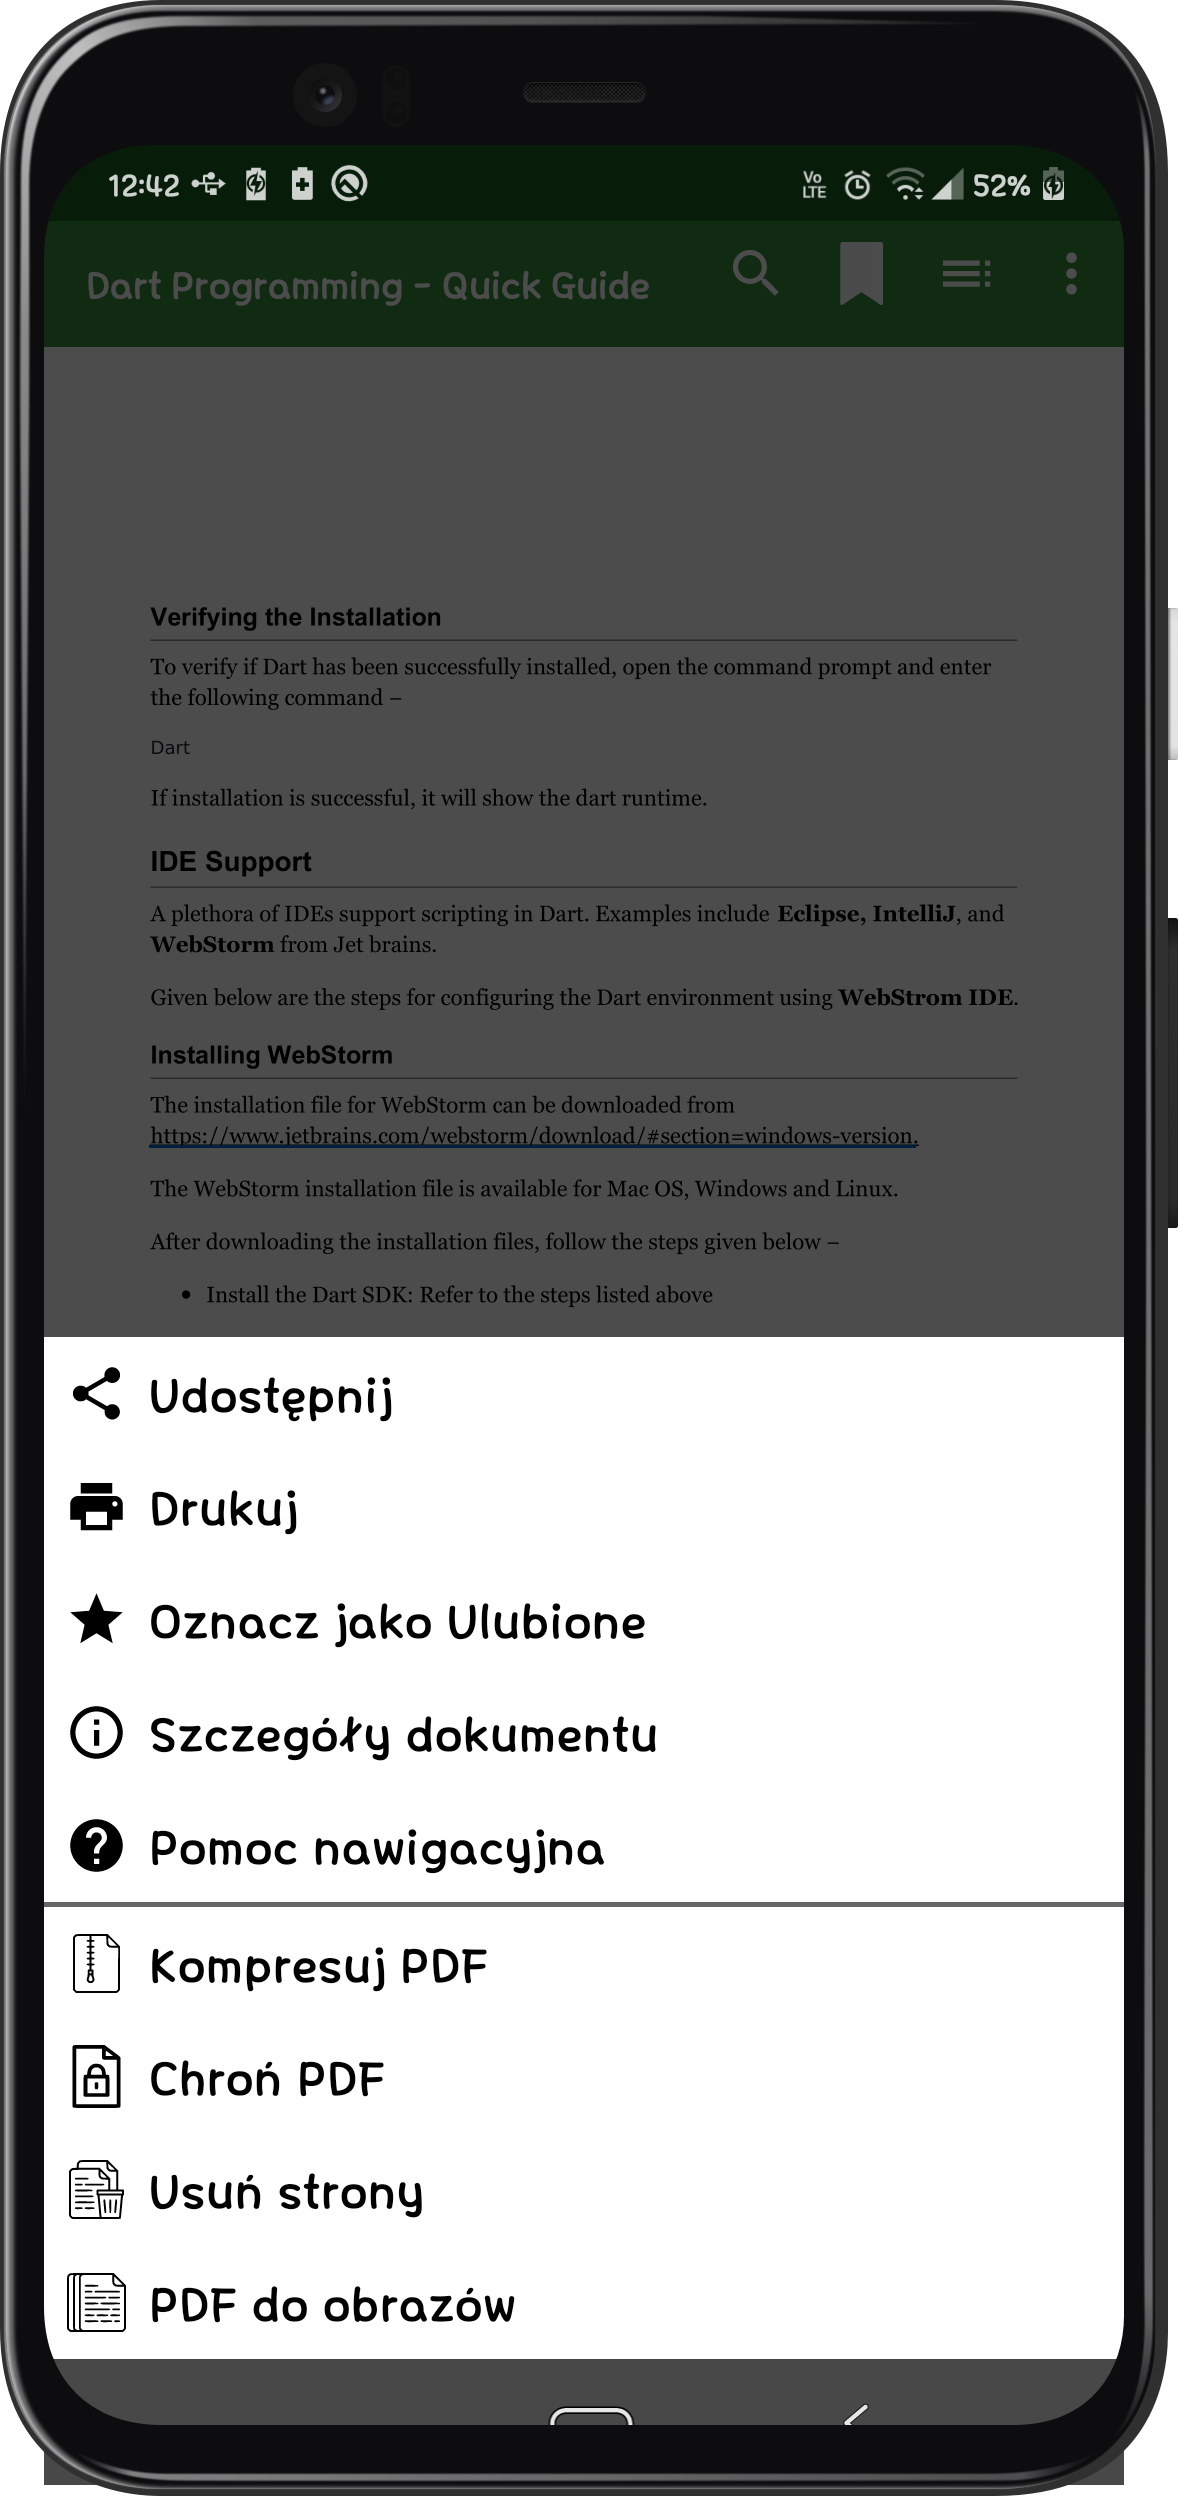 12:42
Vo
LTE
52%
Dart Programming - Quick Guide
Verifying the Installation
To verify if Dart has been successfully installed, open the command prompt and enter
the following command –
Dart
If installation is successful, it will show the dart runtime.
IDE Support
A plethora of IDEs support scripting in Dart. Examples include Eclipse, IntelliJ, and
WebStorm from Jet brains.
Given below are the steps for configuring the Dart environment using WebStrom IDE.
Installing WebStorm
The installation file for WebStorm can be downloaded from
https://www.jetbrains.com/webstorm/download/#section=windows-version.
The WebStorm installation file is available for Mac OS, Windows and Linux.
After downloading the installation files, follow the steps given below –
• Install the Dart SDK: Refer to the steps listed above
Udostępnij
Drukuj
Oznacz jako Ulubione
Szczegóły dokumentu
Pomoc nawigacyjna
Kompresuj PDF
Chroń PDF
Usuń strony
PDF do obrazów